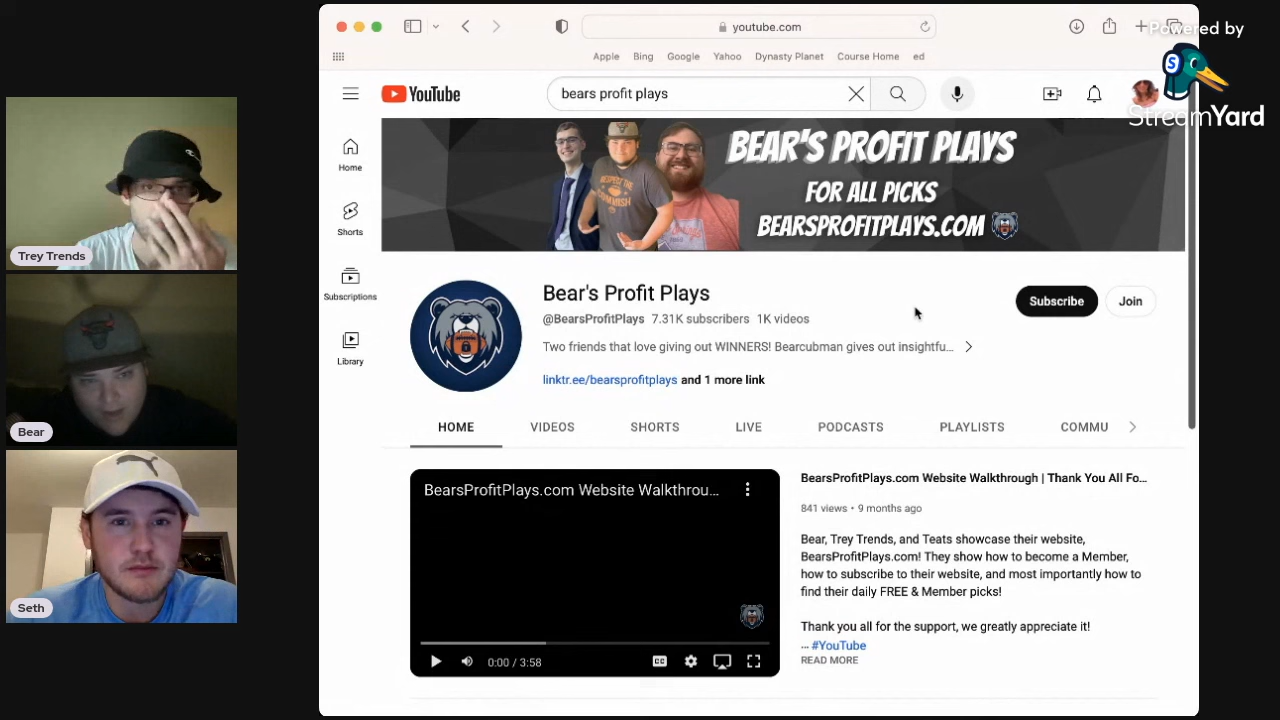 youtube.com
Powered by
StreamYard
Apple Bing Google Yahoo Dynasty Planet Course Home ed
YouTube
bears profit plays
Home
Shorts
Subscriptions
Library
BEAR'S PROFIT PLAYS
FOR ALL PICKS
BEARSPROFITPLAYS.COM
Bear's Profit Plays
@BearsProfitPlays 7.31K subscribers 1K videos
Two friends that love giving out WINNERS! Bearcubman gives out insightfu...
linktr.ee/bearsprofitplays and 1 more link
Subscribe
Join
HOME VIDEOS SHORTS LIVE PODCASTS PLAYLISTS COMMU
BearsProfitPlays.com Website Walkthrou...
0:00 / 3:58
CC
BearsProfitPlays.com Website Walkthrough | Thank You All Fo...
841 views • 9 months ago
Bear, Trey Trends, and Teats showcase their website,
BearsProfitPlays.com! They show how to become a Member,
how to subscribe to their website, and most importantly how to
find their daily FREE & Member picks!
Thank you all for the support, we greatly appreciate it!
... #YouTube
READ MORE
Trey Trends
Bear
Seth
S